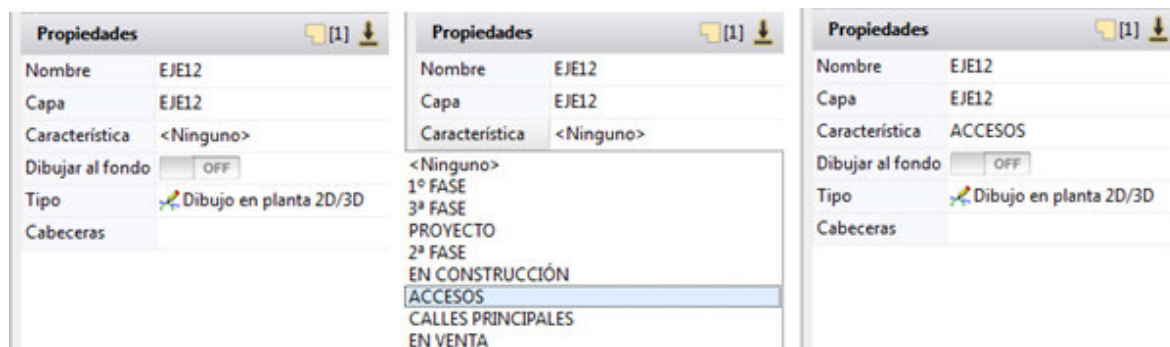 Propiedades [1]
Nombre EJE12
Capa EJE12
Característica <Ninguno>
Dibujar al fondo OFF
Tipo Dibujo en planta 2D/3D
Cabeceras
Propiedades [1]
Nombre EJE12
Capa EJE12
Característica <Ninguno>
<Ninguno>
1º FASE
3ª FASE
PROYECTO
2ª FASE
EN CONSTRUCCIÓN
ACCESOS
CALLES PRINCIPALES
EN VENTA
Propiedades [1]
Nombre EJE12
Capa EJE12
Característica ACCESOS
Dibujar al fondo OFF
Tipo Dibujo en planta 2D/3D
Cabeceras